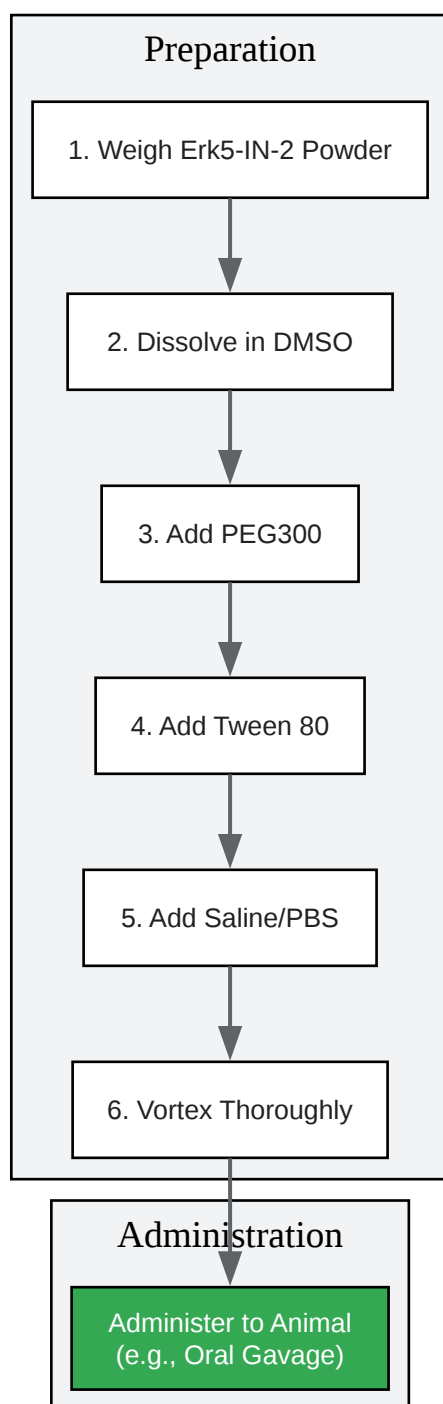 Preparation
1. Weigh Erk5-IN-2 Powder
2. Dissolve in DMSO
3. Add PEG300
4. Add Tween 80
5. Add Saline/PBS
6. Vortex Thoroughly
Administration
Administer to Animal
(e.g., Oral Gavage)